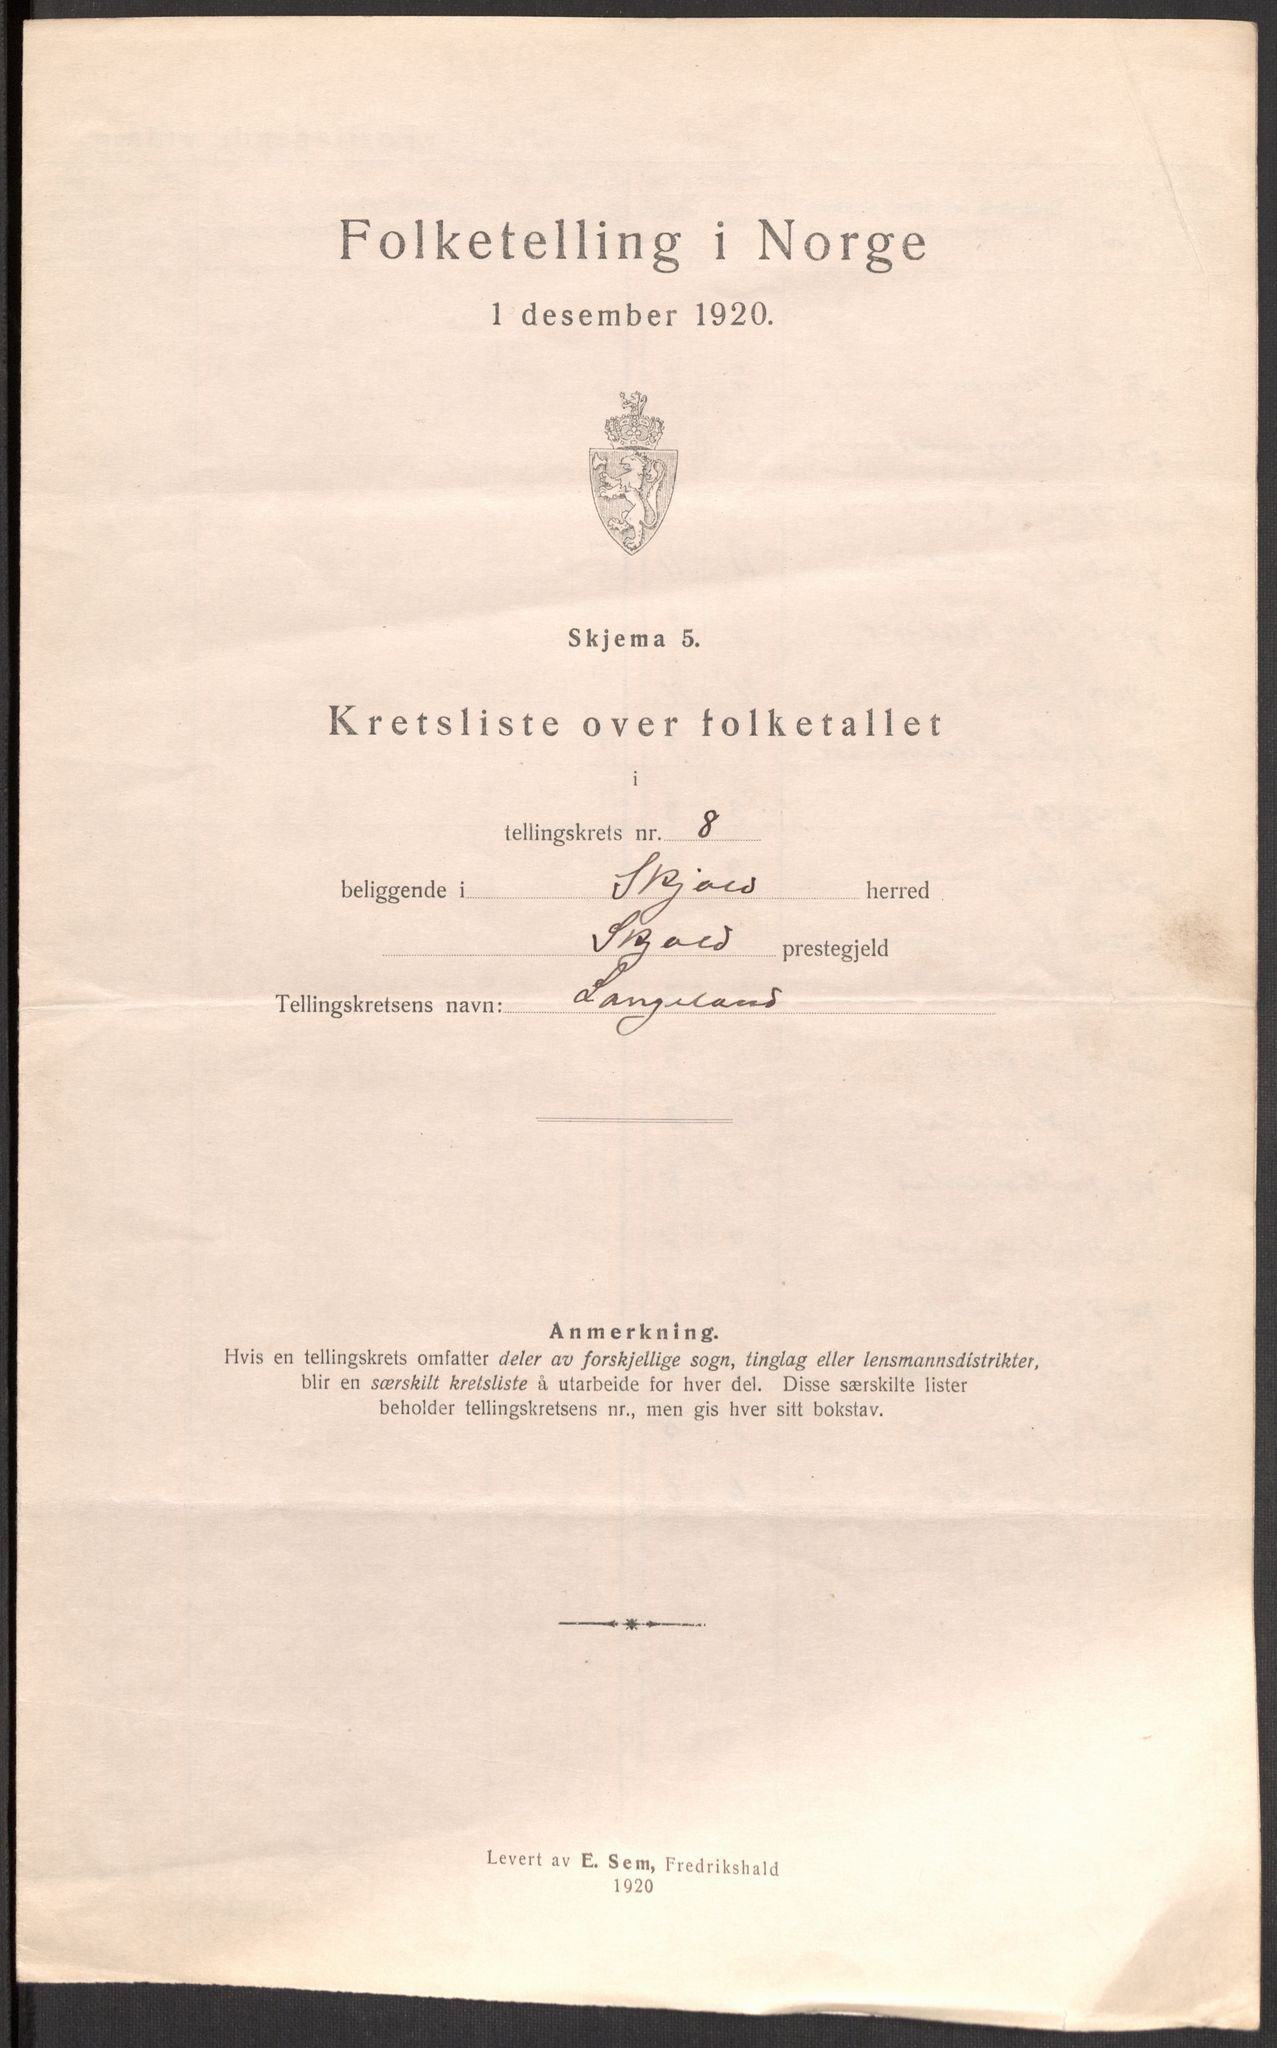 Folketelling i Norge
1 desember 1920.
Skjema 5.
Kretsliste over folketallet
i
tellingskrets nr. 8
beliggende i Skjold herred
Skjold prestegjeld
Tellingskretsens navn: Langeland
Anmerkning.
Hvis en tellingskrets omfatter deler av forskjellige sogn, tinglag eller lensmannsdistrikter,
blir en særskilt kretsliste å utarbeide for hver del. Disse særskilte lister
beholder tellingskretsens nr., men gis hver sitt bokstav.
Levert av E. Sem, Fredrikshald
1920